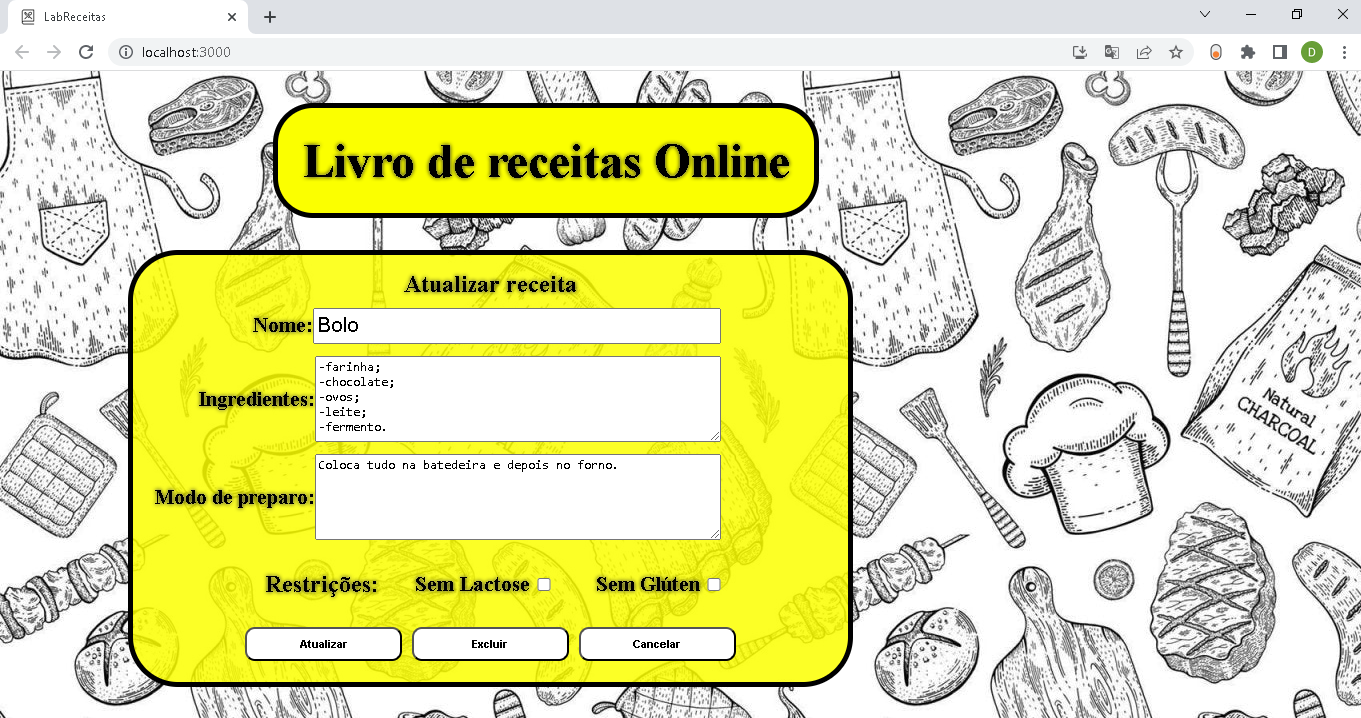 LabReceitas
localhost:3000
D
Livro de receitas Online
Atualizar receita
Nome: Bolo
Ingredientes:
-farinha;
-chocolate;
-ovos;
-leite;
-fermento.
Modo de preparo:
Coloca tudo na batedeira e depois no forno.
Restrições: Sem Lactose Sem Glúten
Atualizar Excluir Cancelar
Natural
CHARCOAL